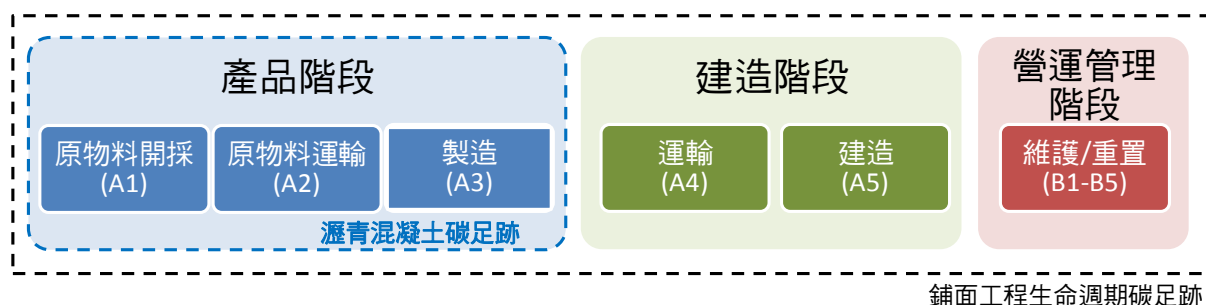 產品階段
原物料開採
(A1)
原物料運輸
(A2)
製造
(A3)
瀝青混凝土碳足跡
建造階段
運輸
(A4)
建造
(A5)
營運管理
階段
維護/重置
(B1-B5)
鋪面工程生命週期碳足跡